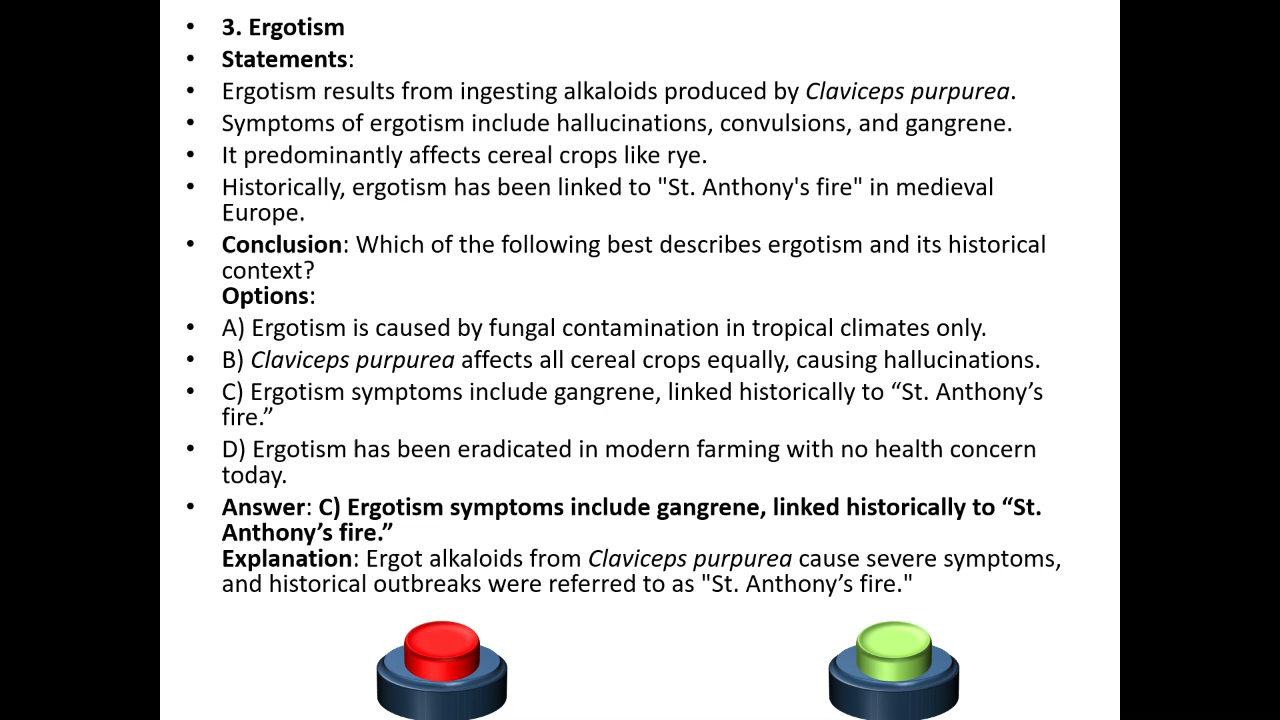 • 3. Ergotism
• Statements:
• Ergotism results from ingesting alkaloids produced by Claviceps purpurea.
• Symptoms of ergotism include hallucinations, convulsions, and gangrene.
• It predominantly affects cereal crops like rye.
• Historically, ergotism has been linked to "St. Anthony's fire" in medieval
Europe.
• Conclusion: Which of the following best describes ergotism and its historical
context?
Options:
• A) Ergotism is caused by fungal contamination in tropical climates only.
• B) Claviceps purpurea affects all cereal crops equally, causing hallucinations.
• C) Ergotism symptoms include gangrene, linked historically to “St. Anthony’s
fire.”
• D) Ergotism has been eradicated in modern farming with no health concern
today.
• Answer: C) Ergotism symptoms include gangrene, linked historically to “St.
Anthony’s fire.”
Explanation: Ergot alkaloids from Claviceps purpurea cause severe symptoms,
and historical outbreaks were referred to as "St. Anthony’s fire."